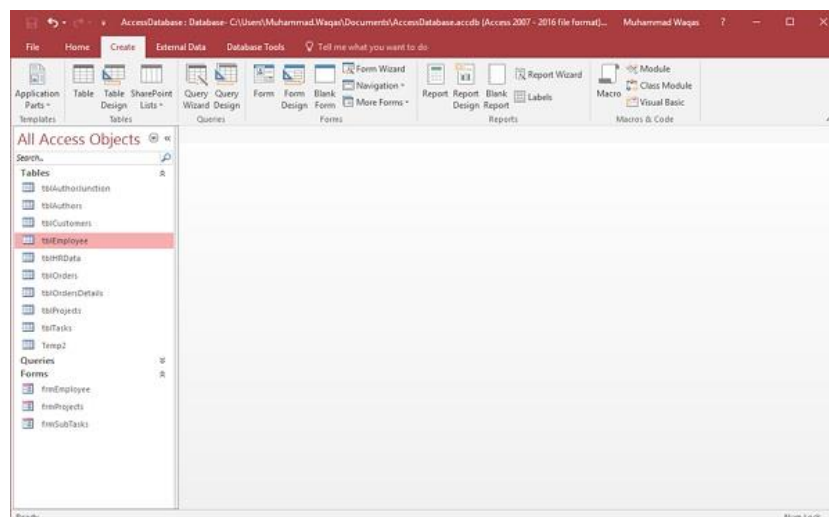 AccessDatabase : Database- C:\Users\Muhammad.Waqas\Documents\AccessDatabase.accdb (Access 2007 - 2016 file format)... Muhammad Waqas ?
File Home Create External Data Database Tools Tell me what you want to do
Application Parts
Table
Table Design
SharePoint Lists
Templates
Tables
Query Wizard
Query Design
Queries
Form
Form Design
Blank Form
Form Wizard
Navigation
More Forms
Forms
Report
Report Design
Blank Report
Report Wizard
Labels
Reports
Macro
Module
Class Module
Visual Basic
Macros & Code
All Access Objects
Search...
Tables
tblAuthorJunction
tblAuthors
tblCustomers
tblEmployee
tblHRData
tblOrders
tblOrdersDetails
tblProjects
tblTasks
Temp2
Queries
Forms
frmEmployee
frmProjects
frmSubTasks
Ready
Num Lock